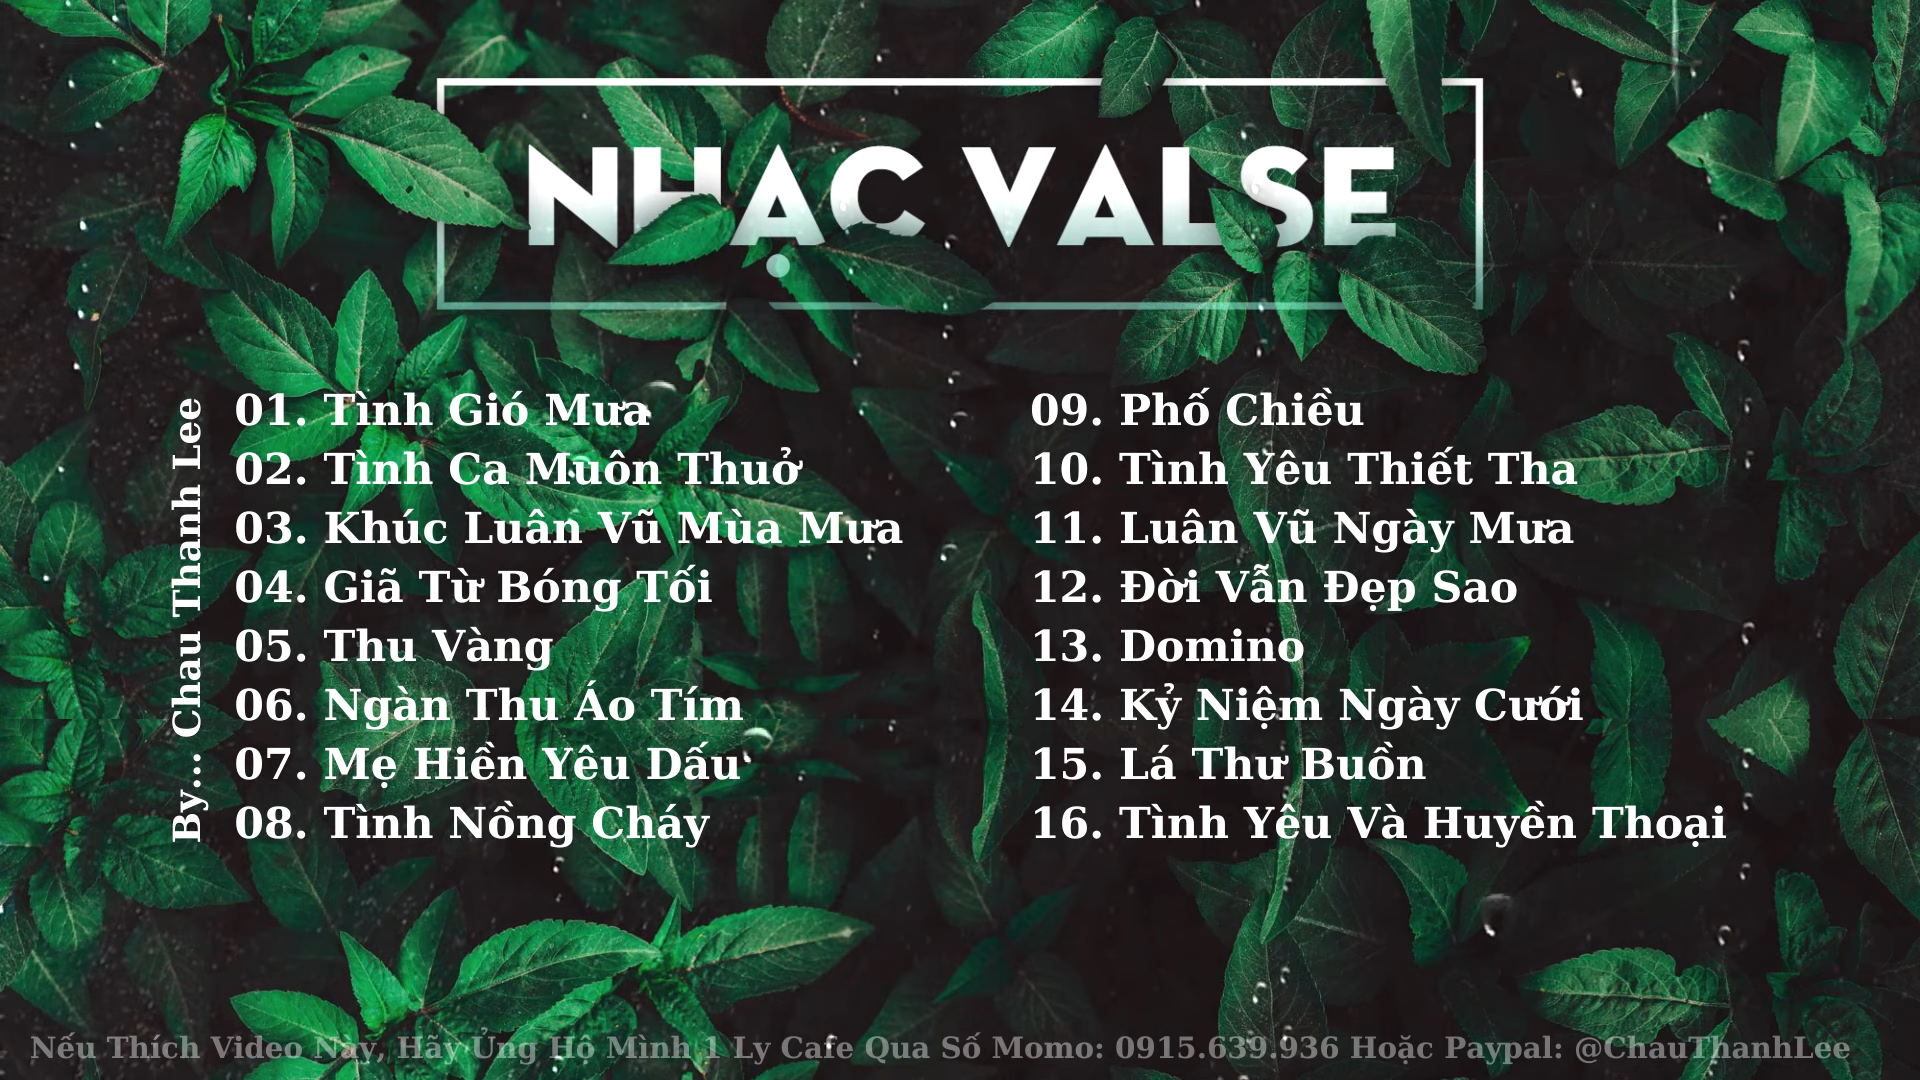 NHẠC VALSE
By... Chau Thanh Lee
01. Tình Gió Mưa
02. Tình Ca Muôn Thuở
03. Khúc Luân Vũ Mùa Mưa
04. Giã Từ Bóng Tối
05. Thu Vàng
06. Ngàn Thu Áo Tím
07. Mẹ Hiền Yêu Dấu
08. Tình Nồng Cháy
09. Phố Chiều
10. Tình Yêu Thiết Tha
11. Luân Vũ Ngày Mưa
12. Đời Vẫn Đẹp Sao
13. Domino
14. Kỷ Niệm Ngày Cưới
15. Lá Thư Buồn
16. Tình Yêu Và Huyền Thoại
Nếu Thích Video Này, Hãy Ủng Hộ Mình 1 Ly Cafe Qua Số Momo: 0915.639.936 Hoặc Paypal: @ChauThanhLee